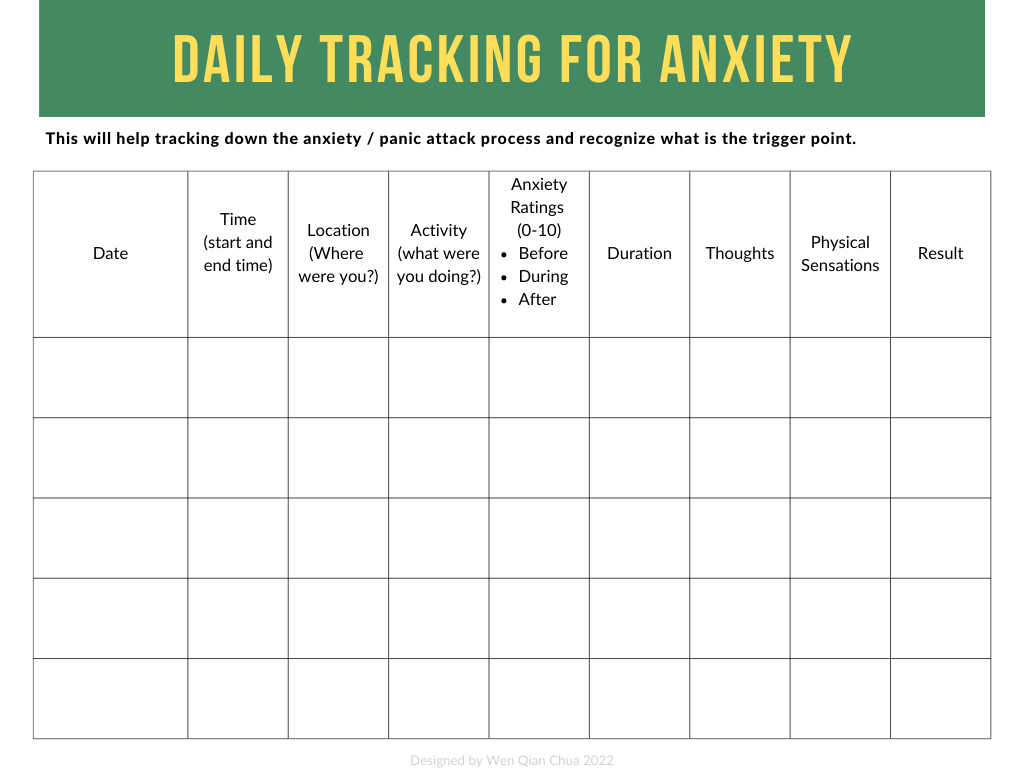 DAILY TRACKING FOR ANXIETY
This will help tracking down the anxiety / panic attack process and recognize what is the trigger point.
Date
Time
(start and
end time)
Location
(Where
were you?)
Activity
(what were
you doing?)
Anxiety
Ratings
(0-10)
• Before
• During
• After
Duration
Thoughts
Physical
Sensations
Result
Designed by Wen Qian Chua 2022